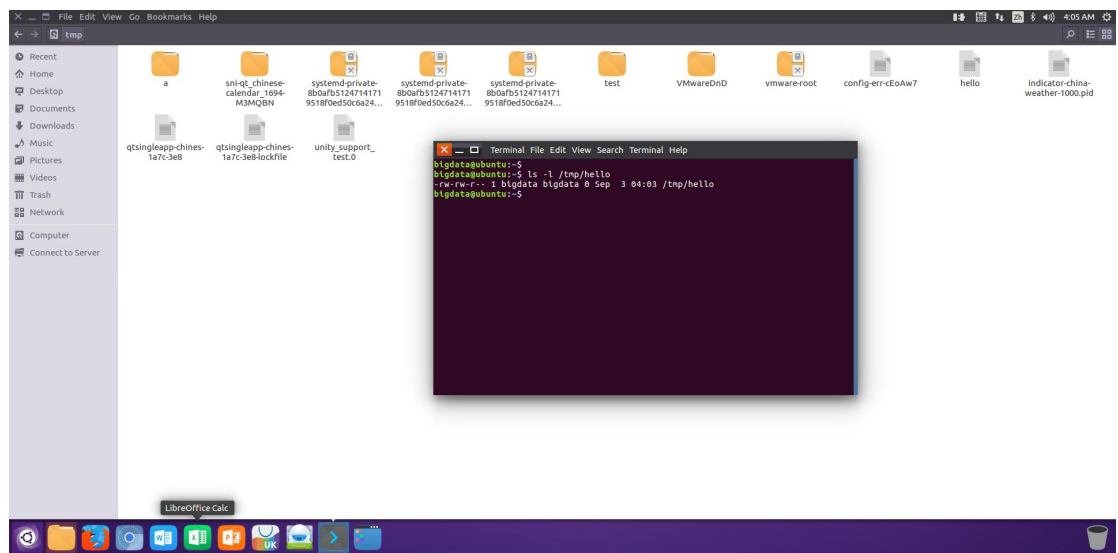 File Edit View Go Bookmarks Help
Zh 4:05 AM
tmp
Recent
Home
Desktop
Documents
Downloads
Music
Pictures
Videos
Trash
Network
Computer
Connect to Server
a
sni-qt_chinese-
calendar_1694-
M3MQBN
systemd-private-
8b0afb5124714171
9518f0ed50c6a24...
systemd-private-
8b0afb5124714171
9518f0ed50c6a24...
systemd-private-
8b0afb5124714171
9518f0ed50c6a24...
test
VMwareDnD
vmware-root
config-err-cEoAw7
hello
indicator-china-
weather-1000.pid
qtsingleapp-chines-
1a7c-3e8
qtsingleapp-chines-
1a7c-3e8-lockfile
unity_support_
test.0
Terminal File Edit View Search Terminal Help
bigdata@ubuntu:~$
bigdata@ubuntu:~$ ls -l /tmp/hello
-rw-rw-r-- 1 bigdata bigdata 0 Sep  3 04:03 /tmp/hello
bigdata@ubuntu:~$
LibreOffice Calc
UK